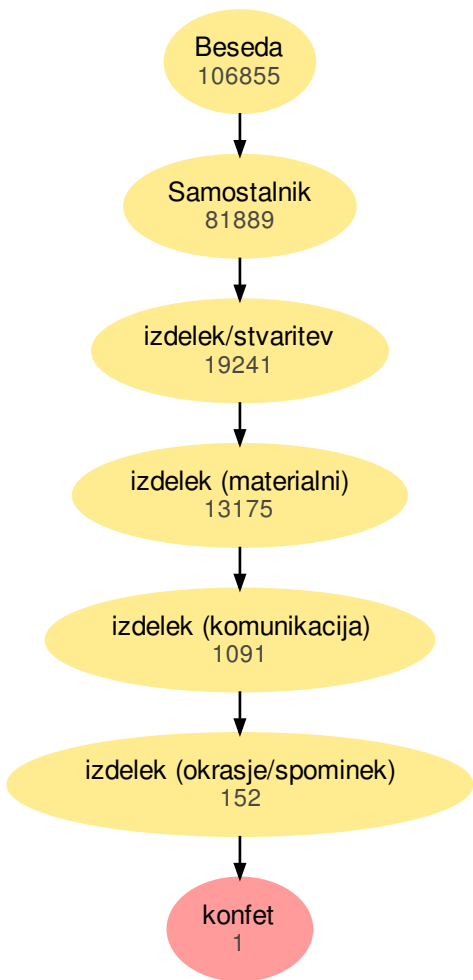 Beseda
106855
Samostalnik
81889
izdelek/stvaritev
19241
izdelek (materialni)
13175
izdelek (komunikacija)
1091
izdelek (okrasje/spominek)
152
konfet
1